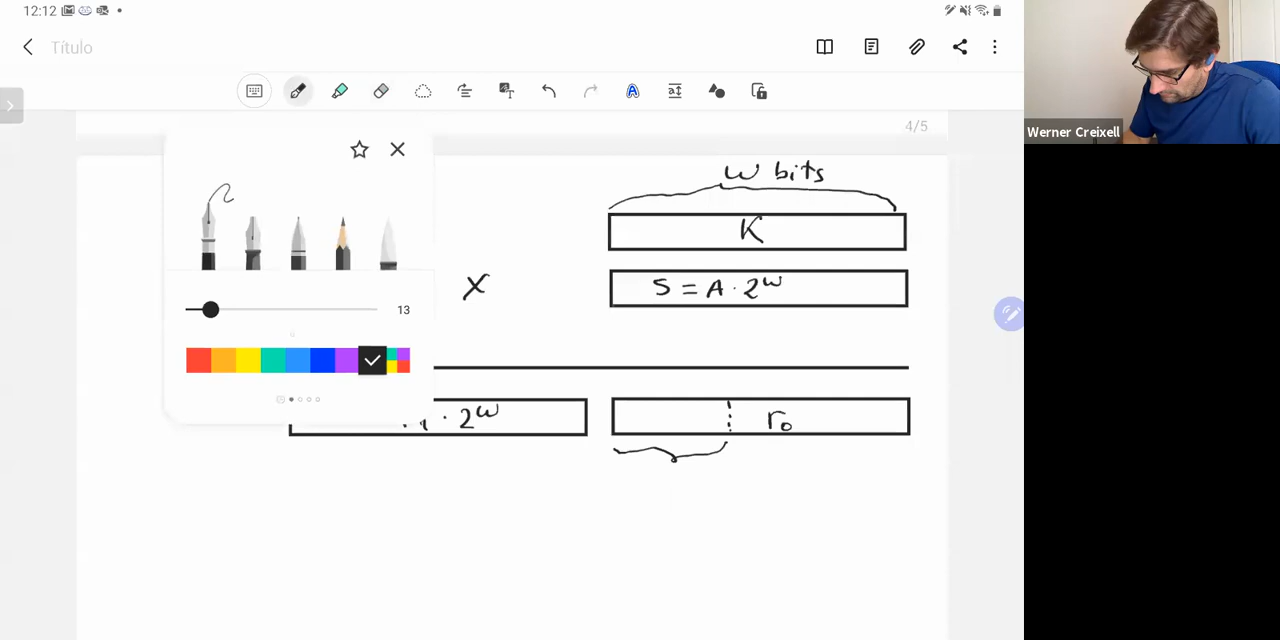 12:12
Título
4/5
w bits
K
X
S = A · 2^w
13
· 2^w
r₀
Werner Creixell